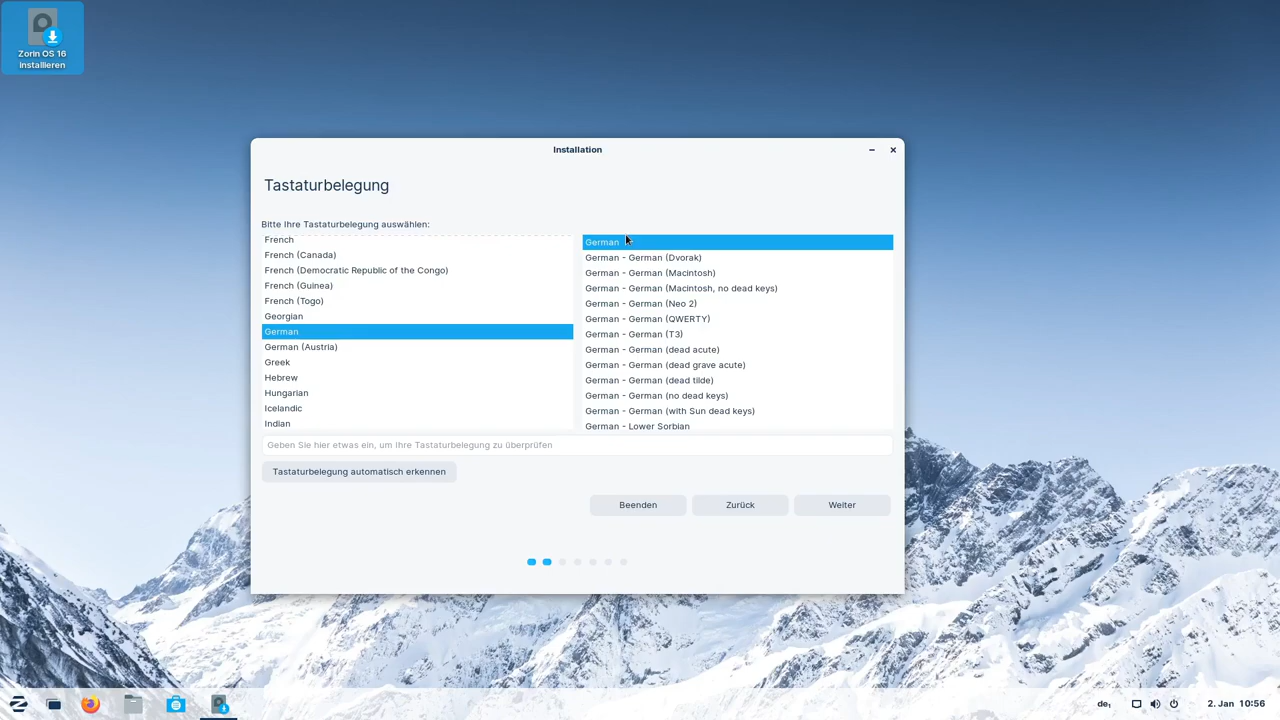 Zorin OS 16
installieren
Installation
Tastaturbelegung
Bitte Ihre Tastaturbelegung auswählen:
French
French (Canada)
French (Democratic Republic of the Congo)
French (Guinea)
French (Togo)
Georgian
German
German (Austria)
Greek
Hebrew
Hungarian
Icelandic
Indian
German
German - German (Dvorak)
German - German (Macintosh)
German - German (Macintosh, no dead keys)
German - German (Neo 2)
German - German (QWERTY)
German - German (T3)
German - German (dead acute)
German - German (dead grave acute)
German - German (dead tilde)
German - German (no dead keys)
German - German (with Sun dead keys)
German - Lower Sorbian
Geben Sie hier etwas ein, um Ihre Tastaturbelegung zu überprüfen
Tastaturbelegung automatisch erkennen
Beenden Zurück Weiter
de₁ 2. Jan 10:56